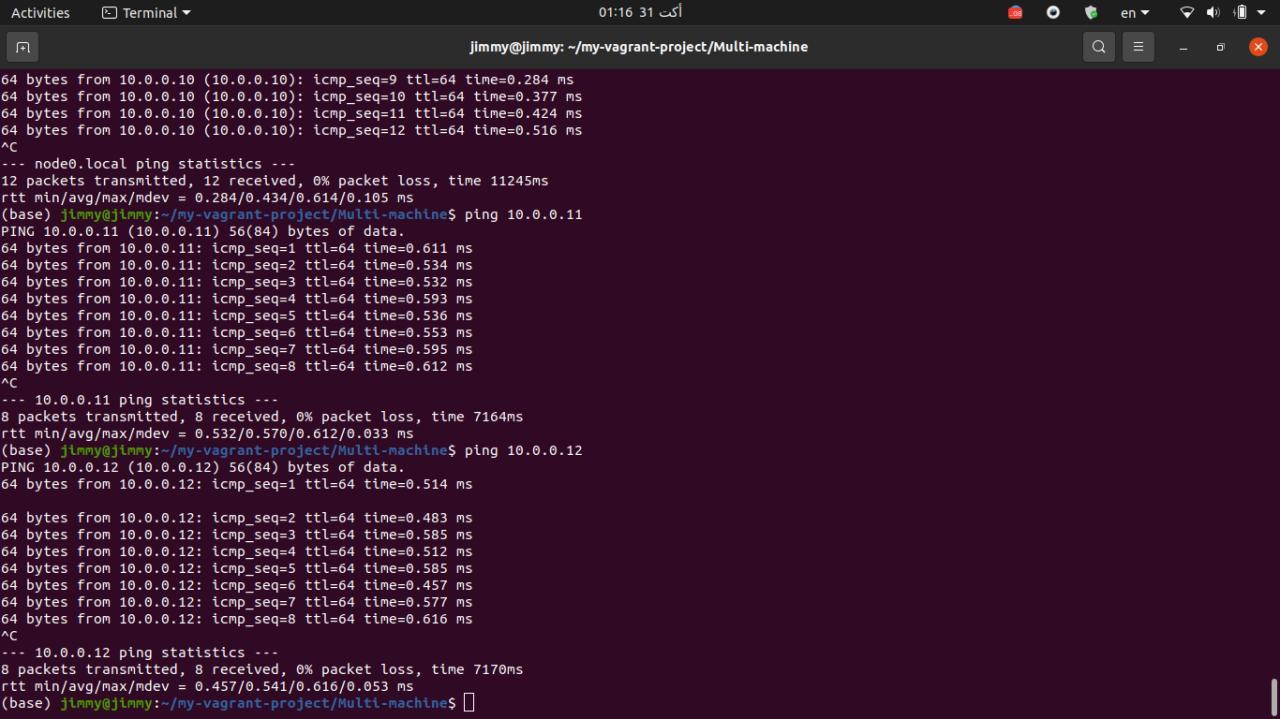 Activities
Terminal
01:16 31 أكت
en
jimmy@jimmy: ~/my-vagrant-project/Multi-machine
64 bytes from 10.0.0.10 (10.0.0.10): icmp_seq=9 ttl=64 time=0.284 ms
64 bytes from 10.0.0.10 (10.0.0.10): icmp_seq=10 ttl=64 time=0.377 ms
64 bytes from 10.0.0.10 (10.0.0.10): icmp_seq=11 ttl=64 time=0.424 ms
64 bytes from 10.0.0.10 (10.0.0.10): icmp_seq=12 ttl=64 time=0.516 ms
^C
--- node0.local ping statistics ---
12 packets transmitted, 12 received, 0% packet loss, time 11245ms
rtt min/avg/max/mdev = 0.284/0.434/0.614/0.105 ms
(base) jimmy@jimmy:~/my-vagrant-project/Multi-machine$ ping 10.0.0.11
PING 10.0.0.11 (10.0.0.11) 56(84) bytes of data.
64 bytes from 10.0.0.11: icmp_seq=1 ttl=64 time=0.611 ms
64 bytes from 10.0.0.11: icmp_seq=2 ttl=64 time=0.534 ms
64 bytes from 10.0.0.11: icmp_seq=3 ttl=64 time=0.532 ms
64 bytes from 10.0.0.11: icmp_seq=4 ttl=64 time=0.593 ms
64 bytes from 10.0.0.11: icmp_seq=5 ttl=64 time=0.536 ms
64 bytes from 10.0.0.11: icmp_seq=6 ttl=64 time=0.553 ms
64 bytes from 10.0.0.11: icmp_seq=7 ttl=64 time=0.595 ms
64 bytes from 10.0.0.11: icmp_seq=8 ttl=64 time=0.612 ms
^C
--- 10.0.0.11 ping statistics ---
8 packets transmitted, 8 received, 0% packet loss, time 7164ms
rtt min/avg/max/mdev = 0.532/0.570/0.612/0.033 ms
(base) jimmy@jimmy:~/my-vagrant-project/Multi-machine$ ping 10.0.0.12
PING 10.0.0.12 (10.0.0.12) 56(84) bytes of data.
64 bytes from 10.0.0.12: icmp_seq=1 ttl=64 time=0.514 ms
64 bytes from 10.0.0.12: icmp_seq=2 ttl=64 time=0.483 ms
64 bytes from 10.0.0.12: icmp_seq=3 ttl=64 time=0.585 ms
64 bytes from 10.0.0.12: icmp_seq=4 ttl=64 time=0.512 ms
64 bytes from 10.0.0.12: icmp_seq=5 ttl=64 time=0.585 ms
64 bytes from 10.0.0.12: icmp_seq=6 ttl=64 time=0.457 ms
64 bytes from 10.0.0.12: icmp_seq=7 ttl=64 time=0.577 ms
64 bytes from 10.0.0.12: icmp_seq=8 ttl=64 time=0.616 ms
^C
--- 10.0.0.12 ping statistics ---
8 packets transmitted, 8 received, 0% packet loss, time 7170ms
rtt min/avg/max/mdev = 0.457/0.541/0.616/0.053 ms
(base) jimmy@jimmy:~/my-vagrant-project/Multi-machine$